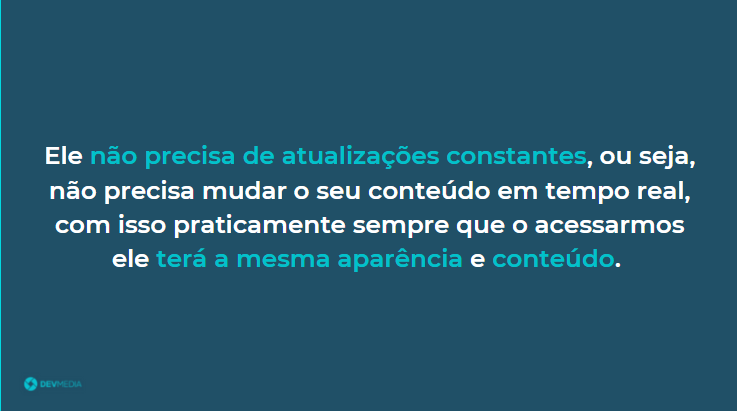 Ele não precisa de atualizações constantes, ou seja,
não precisa mudar o seu conteúdo em tempo real,
com isso praticamente sempre que o acessarmos
ele terá a mesma aparência e conteúdo.
DEVMEDIA